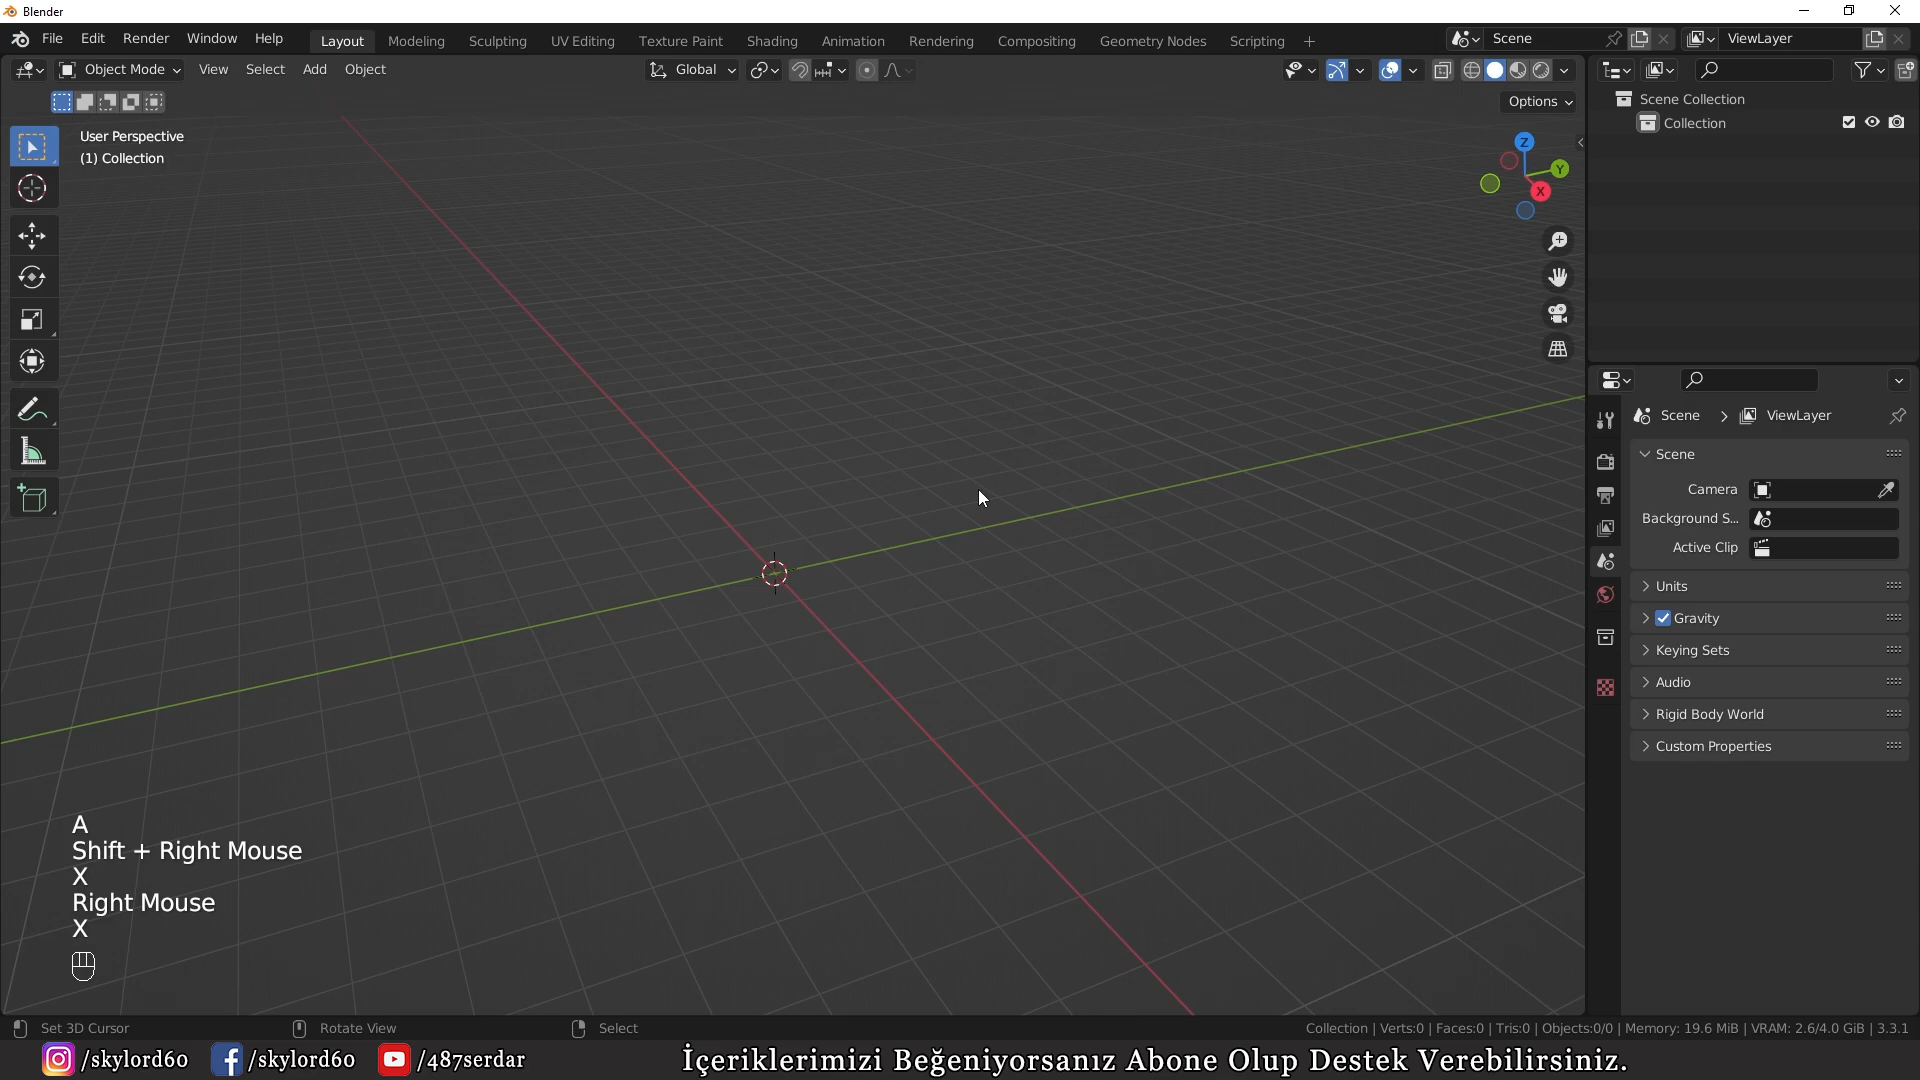 Blender
File Edit Render Window Help Layout Modeling Sculpting UV Editing Texture Paint Shading Animation Rendering Compositing Geometry Nodes Scripting + Scene ViewLayer
Object Mode View Select Add Object Global
Options
User Perspective
(1) Collection
Z
Y
X
Scene Collection
Collection
Scene > ViewLayer
Scene
Camera
Background S...
Active Clip
Units
Gravity
Keying Sets
Audio
Rigid Body World
Custom Properties
A
Shift + Right Mouse
X
Right Mouse
X
Set 3D Cursor Rotate View Select Collection | Verts:0 | Faces:0 | Tris:0 | Objects:0/0 | Memory: 19.6 MiB | VRAM: 2.6/4.0 GiB | 3.3.1
/skylord60 /skylord60 /487serdar İçeriklerimizi Beğeniyorsanız Abone Olup Destek Verebilirsiniz.